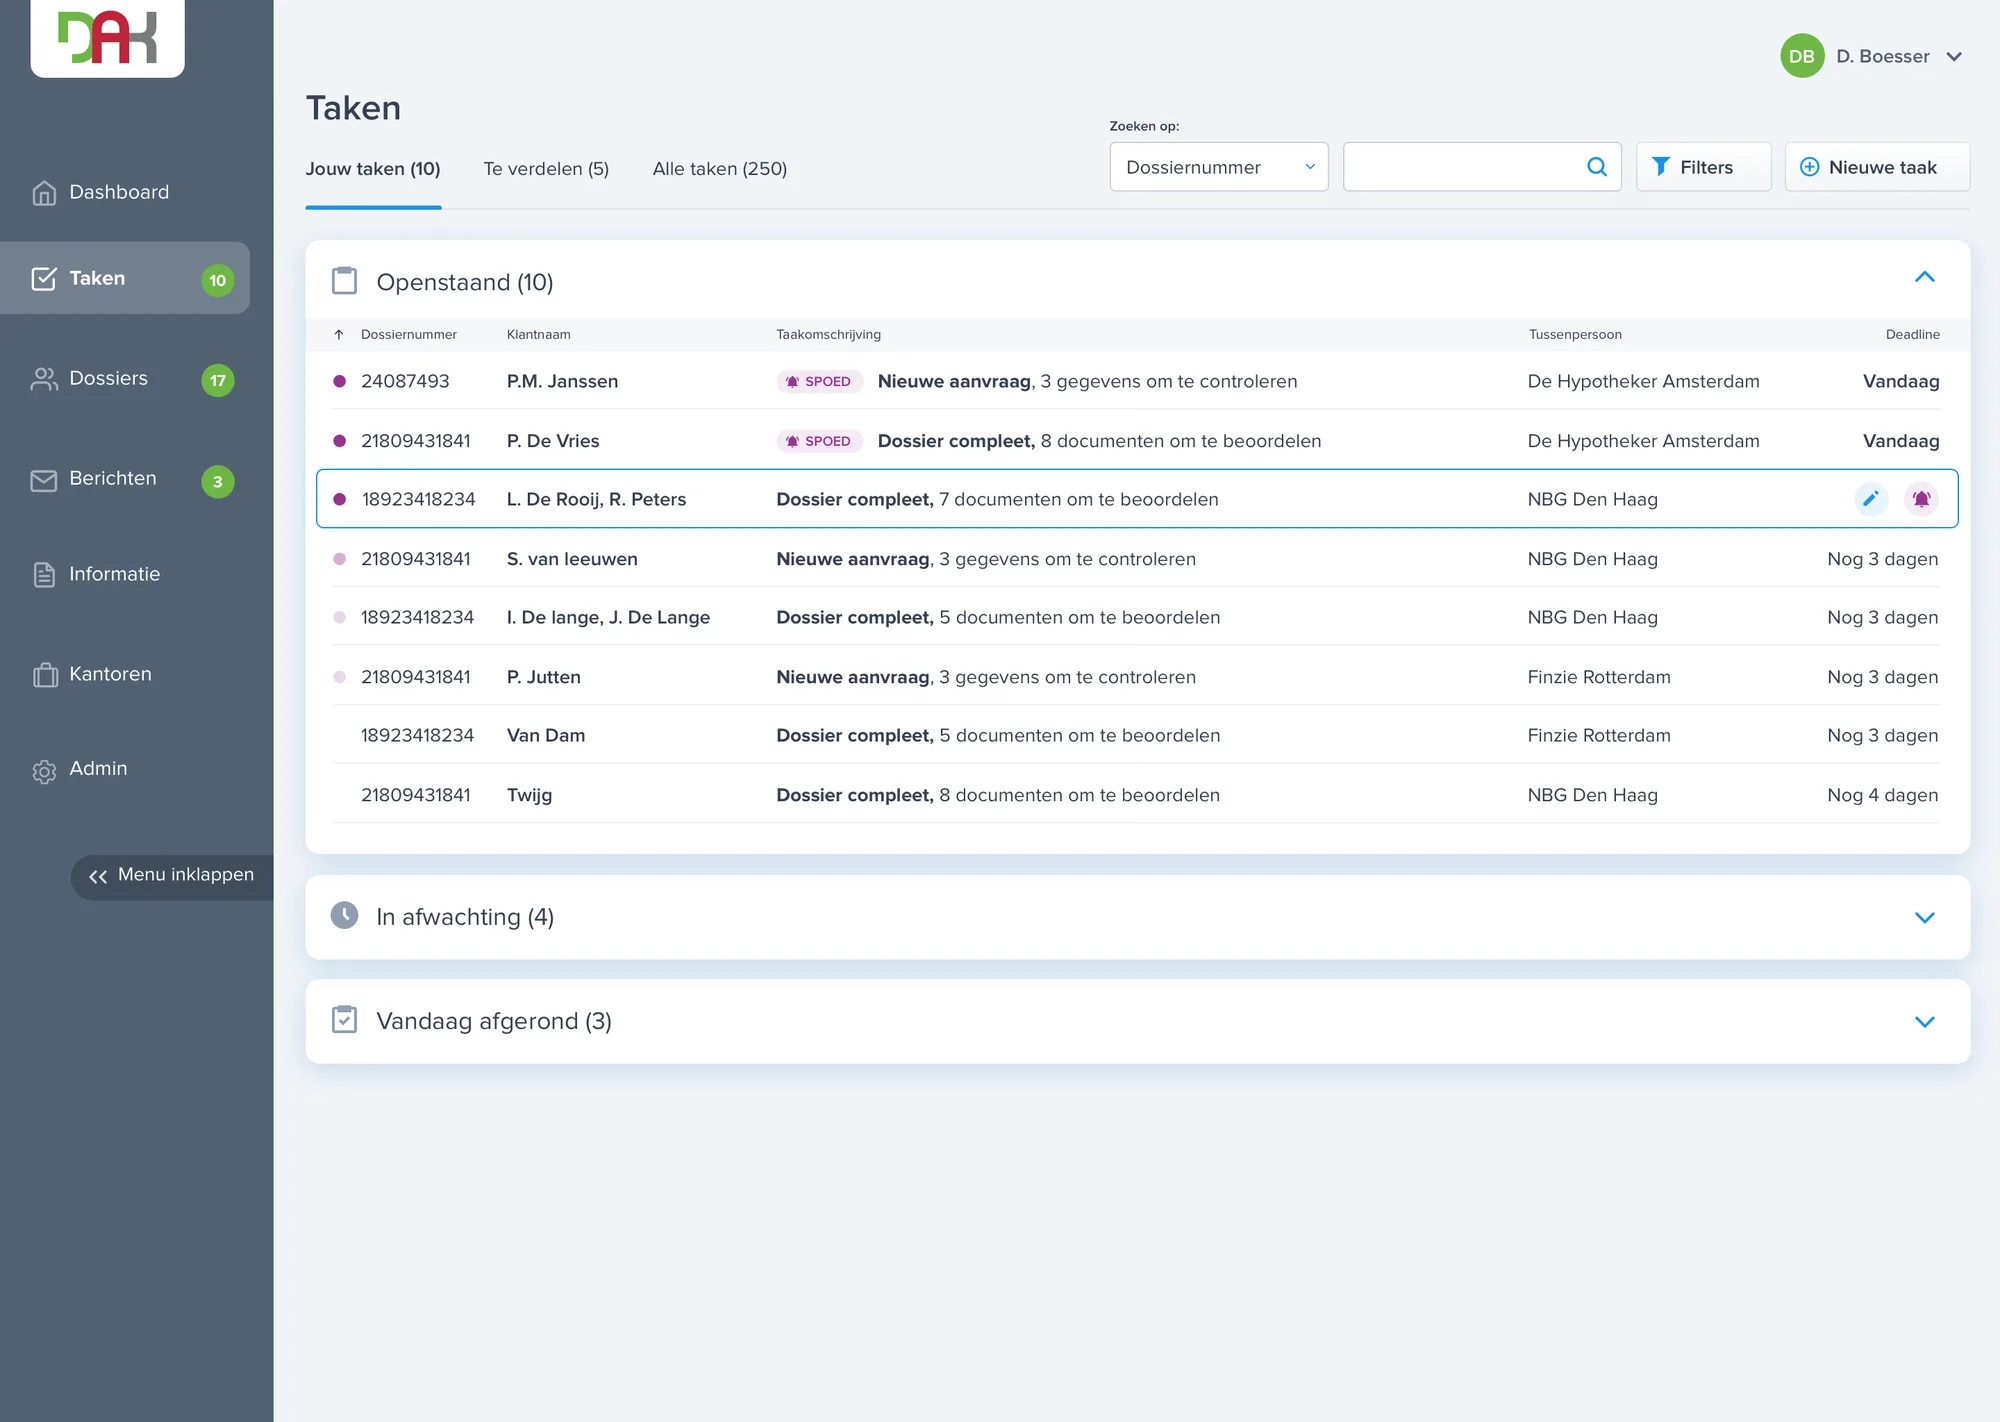 DAK
DB D. Boesser
Taken
Zoeken op:
Jouw taken (10) Te verdelen (5) Alle taken (250) Dossiernummer Filters Nieuwe taak
Dashboard
Taken 10
Dossiers 17
Berichten 3
Informatie
Kantoren
Admin
Menu inklappen
Openstaand (10)
Dossiernummer Klantnaam Taakomschrijving Tussenpersoon Deadline
24087493 P.M. Janssen SPOED Nieuwe aanvraag, 3 gegevens om te controleren De Hypotheker Amsterdam Vandaag
21809431841 P. De Vries SPOED Dossier compleet, 8 documenten om te beoordelen De Hypotheker Amsterdam Vandaag
18923418234 L. De Rooij, R. Peters Dossier compleet, 7 documenten om te beoordelen NBG Den Haag
21809431841 S. van leeuwen Nieuwe aanvraag, 3 gegevens om te controleren NBG Den Haag Nog 3 dagen
18923418234 I. De lange, J. De Lange Dossier compleet, 5 documenten om te beoordelen NBG Den Haag Nog 3 dagen
21809431841 P. Jutten Nieuwe aanvraag, 3 gegevens om te controleren Finzie Rotterdam Nog 3 dagen
18923418234 Van Dam Dossier compleet, 5 documenten om te beoordelen Finzie Rotterdam Nog 3 dagen
21809431841 Twijg Dossier compleet, 8 documenten om te beoordelen NBG Den Haag Nog 4 dagen
In afwachting (4)
Vandaag afgerond (3)